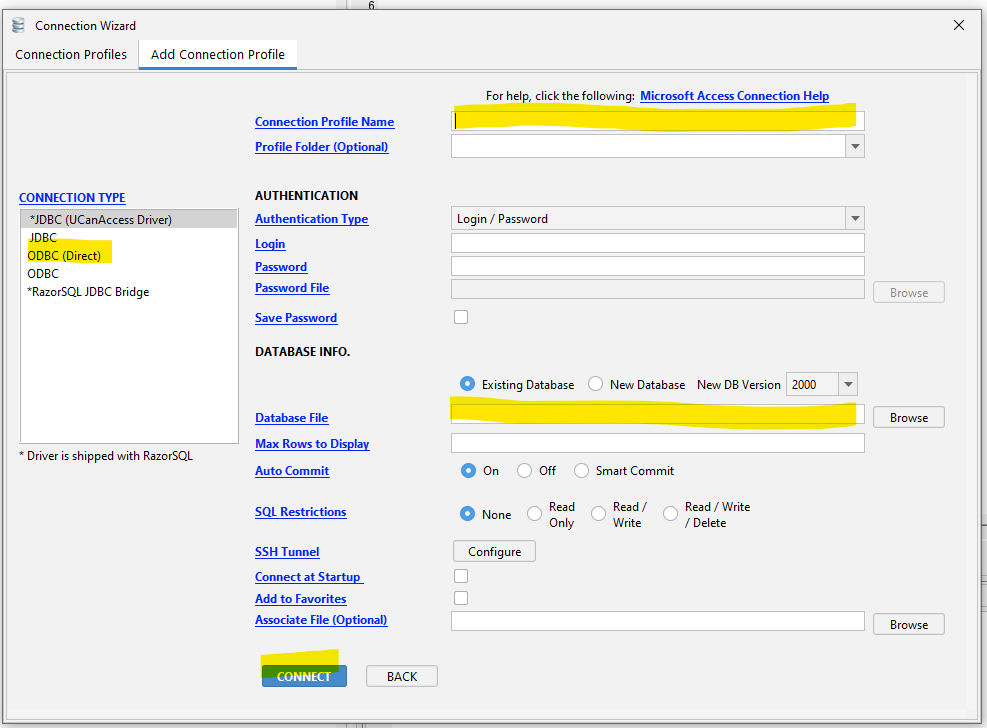 6
Connection Wizard
Connection Profiles
Add Connection Profile
For help, click the following: Microsoft Access Connection Help
Connection Profile Name
Profile Folder (Optional)
CONNECTION TYPE
*JDBC (UCanAccess Driver)
JDBC
ODBC (Direct)
ODBC
*RazorSQL JDBC Bridge
* Driver is shipped with RazorSQL
AUTHENTICATION
Authentication Type Login / Password
Login
Password
Password File Browse
Save Password
DATABASE INFO.
Existing Database New Database New DB Version 2000
Database File Browse
Max Rows to Display
Auto Commit On Off Smart Commit
SQL Restrictions None Read Only Read / Write Read / Write / Delete
SSH Tunnel Configure
Connect at Startup
Add to Favorites
Associate File (Optional) Browse
CONNECT BACK